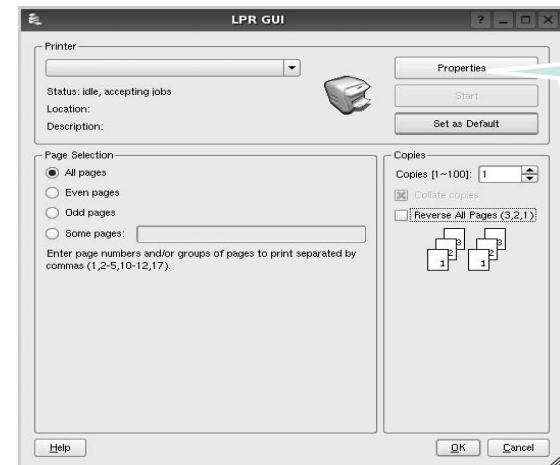 LPR GUI
Printer
Properties
Status: idle, accepting jobs
Start
Location:
Description:
Set as Default
Page Selection
All pages
Even pages
Odd pages
Some pages:
Enter page numbers and/or groups of pages to print separated by
commas (1,2-5,10-12,17).
Copies
Copies [1~100]: 1
Collate copies
Reverse All Pages (3,2,1)
3 3
2 2
1 1
Help
OK
Cancel